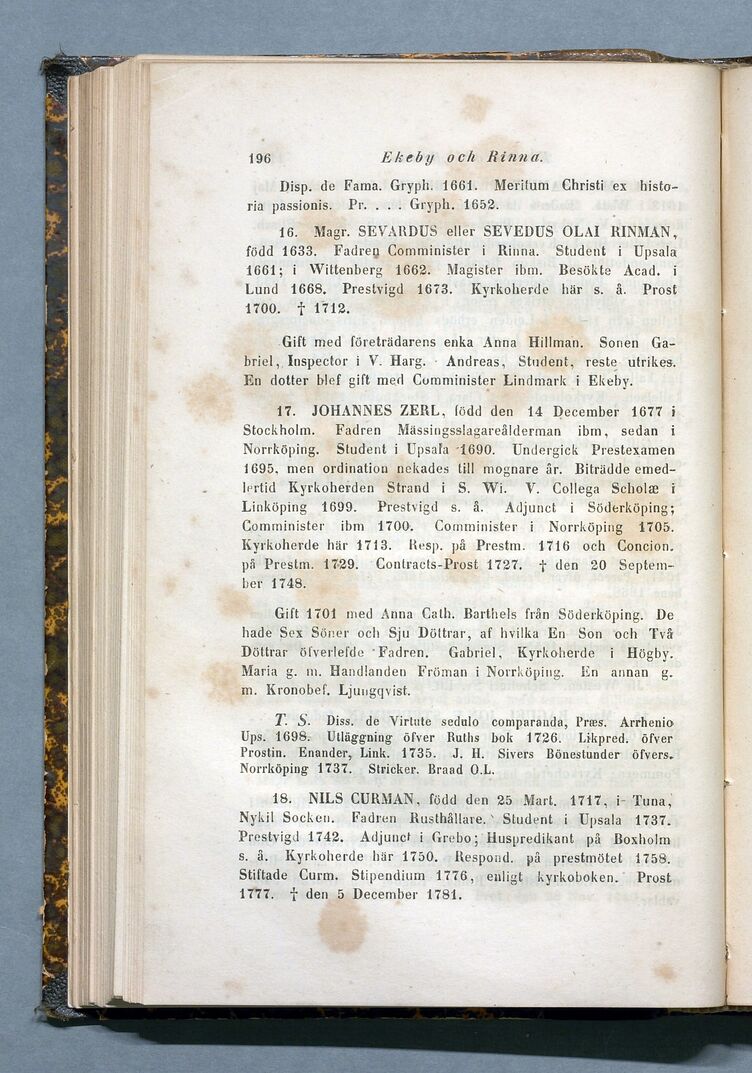 196 Ekeby och Rinna.
Disp. de Fama. Gryph. 1661. Meritum Christi ex histo-
ria passionis. Pr. . . . Gryph. 1652.
16. Magr. SEVARDUS eller SEVEDUS OLAI RINMAN,
född 1633. Fadren Comminister i Rinna. Student i Upsala
1661; i Wittenberg 1662. Magister ibm. Besökte Acad. i
Lund 1668. Prestvigd 1673. Kyrkoherde här s. å. Prost
1700. † 1712.
Gift med företrädarens enka Anna Hillman. Sonen Ga-
briel, Inspector i V. Harg. Andreas, Student, reste utrikes.
En dotter blef gift med Comminister Lindmark i Ekeby.
17. JOHANNES ZERL, född den 14 December 1677 i
Stockholm. Fadren Mässingsslagareålderman ibm, sedan i
Norrköping. Student i Upsala 1690. Undergick Prestexamen
1695, men ordination nekades till mognare år. Biträdde emed-
lertid Kyrkoherden Strand i S. Wi. V. Collega Scholæ i
Linköping 1699. Prestvigd s. å. Adjunct i Söderköping;
Comminister ibm 1700. Comminister i Norrköping 1705.
Kyrkoherde här 1713. Resp. på Prestm. 1716 och Concion.
på Prestm. 1729. Contracts-Prost 1727. † den 20 Septem-
ber 1748.
Gift 1701 med Anna Cath. Barthels från Söderköping. De
hade Sex Söner och Sju Döttrar, af hvilka En Son och Två
Döttrar öfverlefde Fadren. Gabriel, Kyrkoherde i Högby.
Maria g. m. Handlanden Fröman i Norrköping. En annan g.
m. Kronobef. Ljungqvist.
T. S. Diss. de Virtute sedulo comparanda, Præs. Arrhenio
Ups. 1698. Utläggning öfver Ruths bok 1726. Likpred. öfver
Prostin. Enander, Link. 1735. J. H. Sivers Bönestunder öfvers.
Norrköping 1737. Stricker. Braad O.L.
18. NILS CURMAN, född den 25 Mart. 1717, i Tuna,
Nykil Socken. Fadren Rusthållare. Student i Upsala 1737.
Prestvigd 1742. Adjunct i Grebo; Huspredikant på Boxholm
s. å. Kyrkoherde här 1750. Respond. på prestmötet 1758.
Stiftade Curm. Stipendium 1776, enligt kyrkoboken. Prost
1777. † den 5 December 1781.